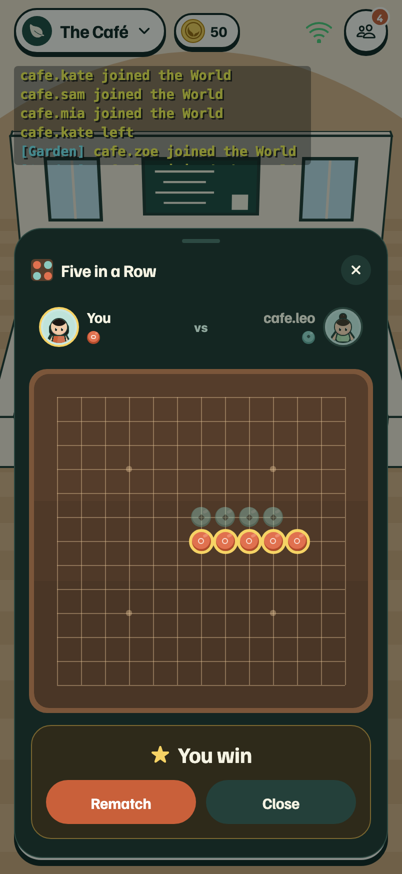 The Café
50
4
cafe.kate joined the World
cafe.sam joined the World
cafe.mia joined the World
cafe.kate left
[Garden] cafe.zoe joined the World
Five in a Row
You
vs
cafe.leo
You win
Rematch
Close